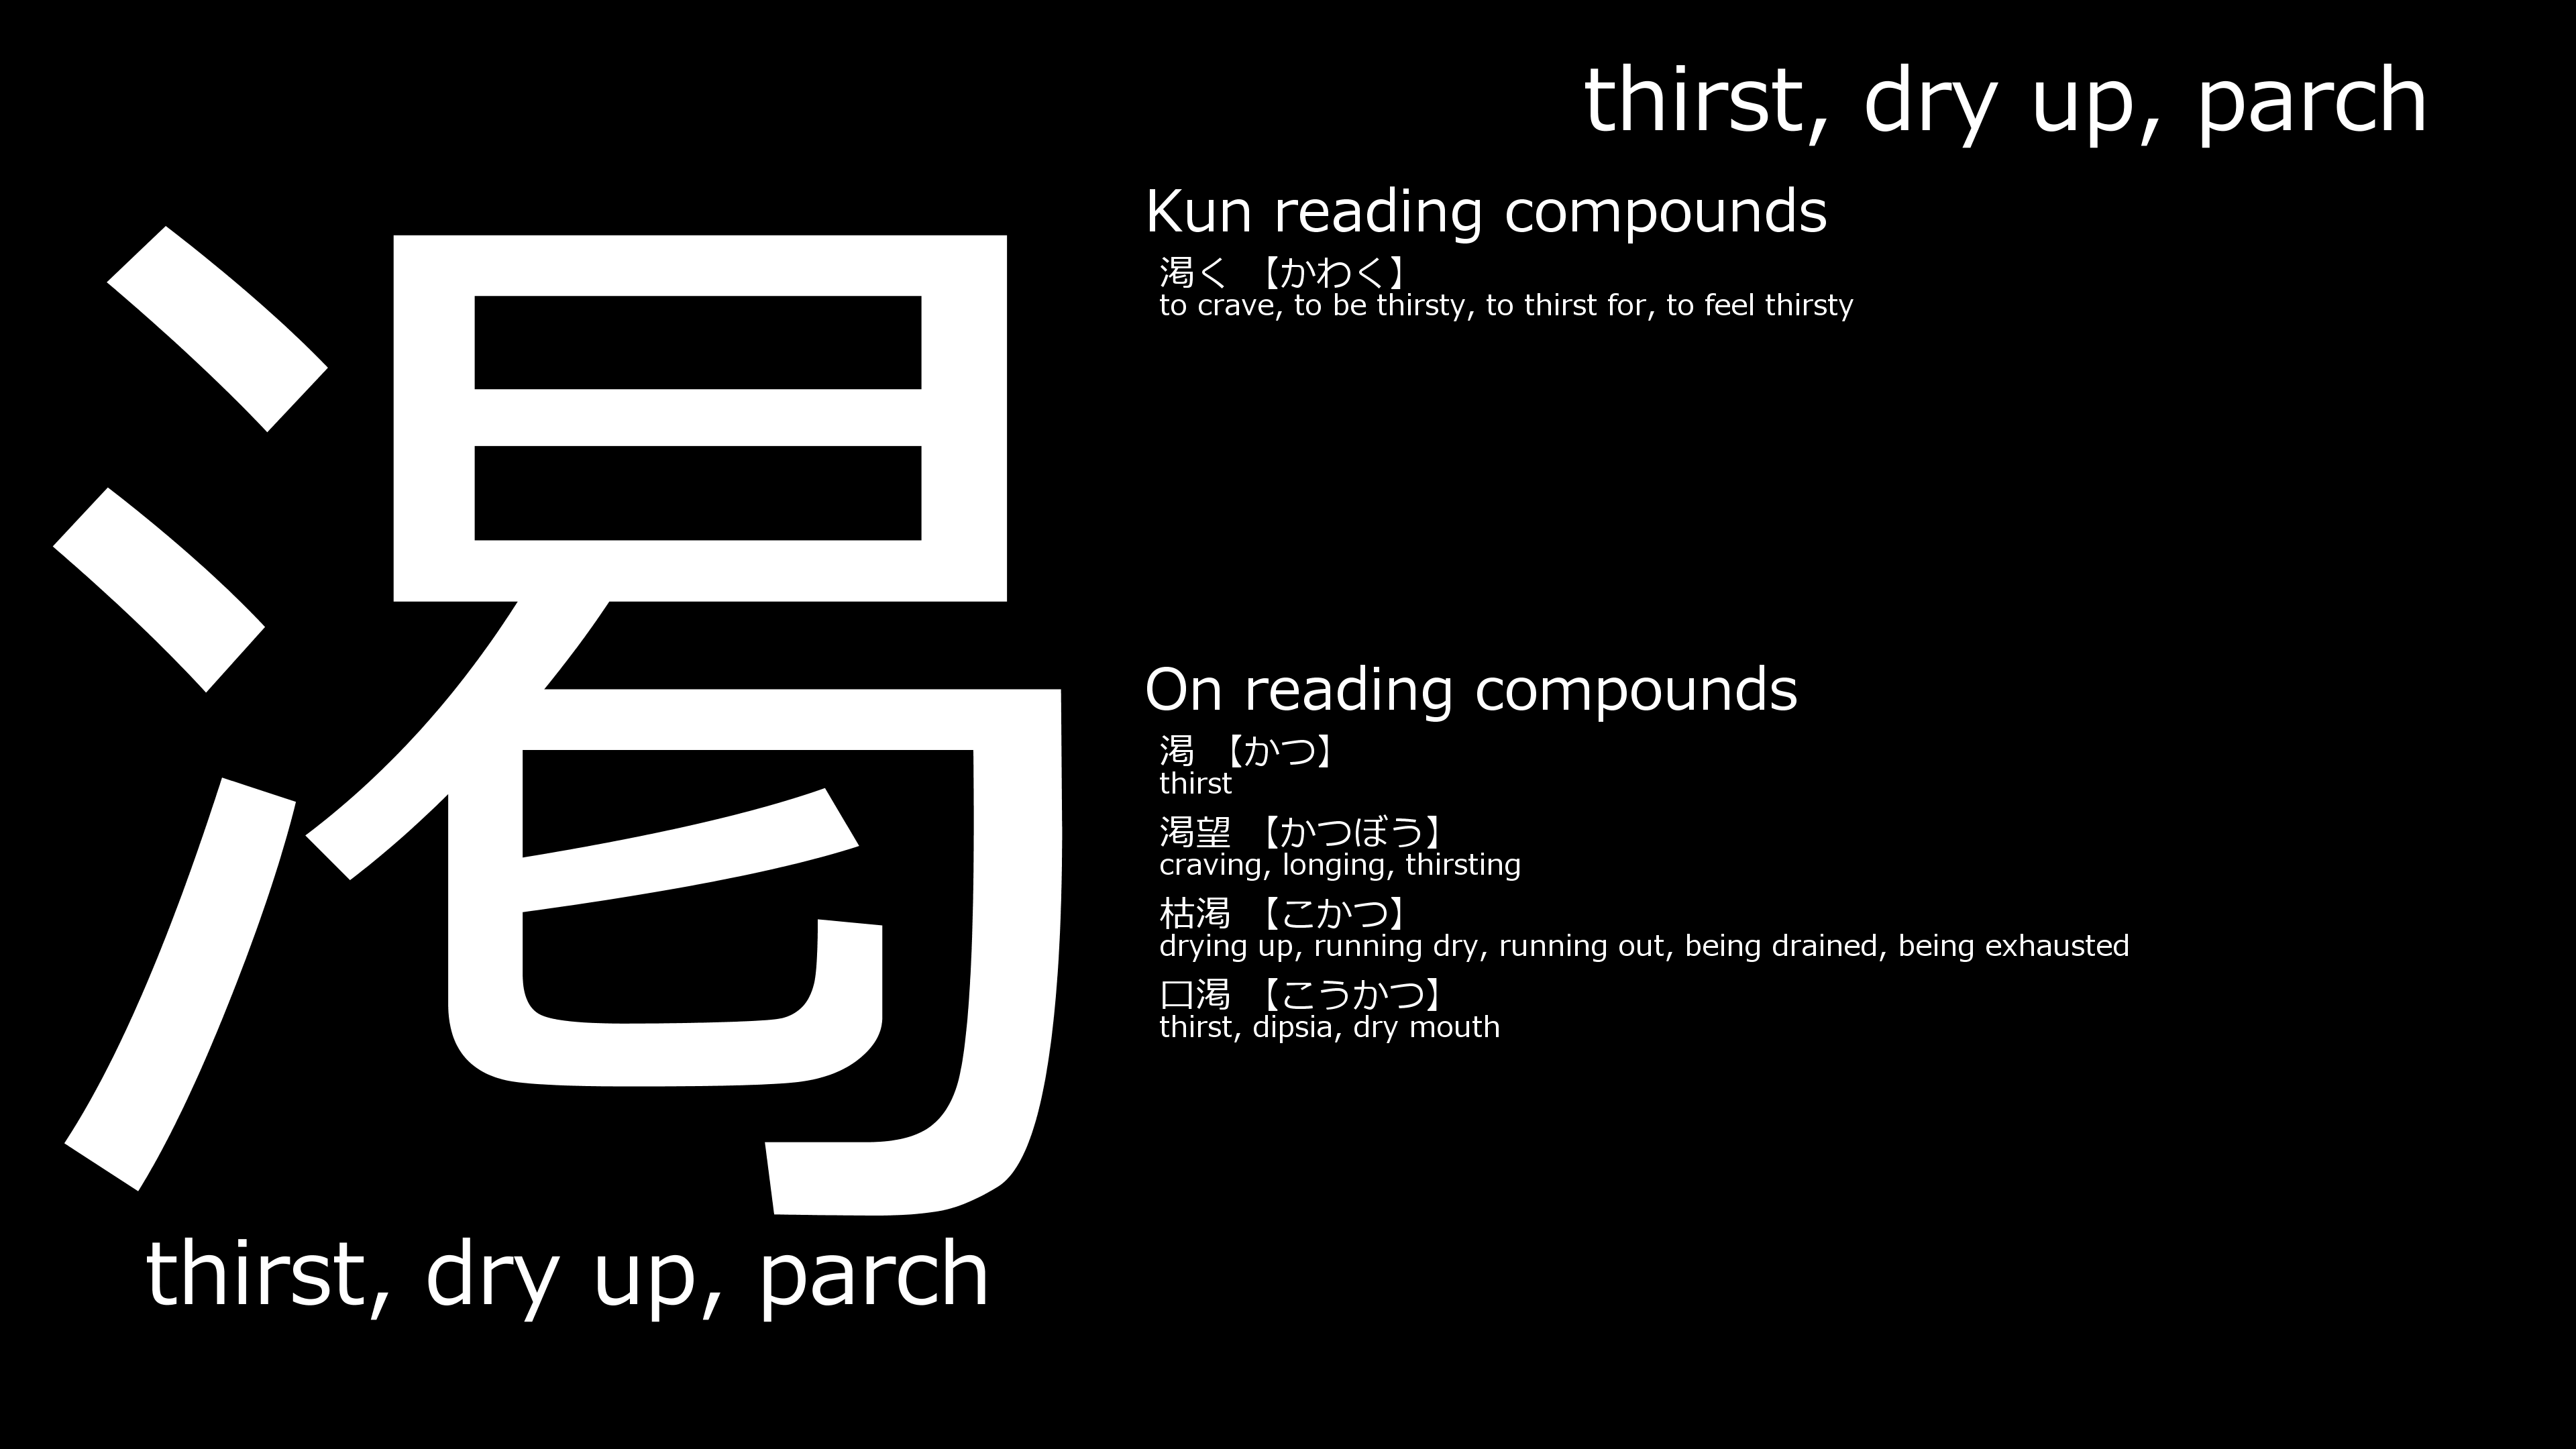 渇
thirst, dry up, parch
thirst, dry up, parch
Kun reading compounds
渇く 【かわく】
to crave, to be thirsty, to thirst for, to feel thirsty
On reading compounds
渇 【かつ】
thirst
渇望 【かつぼう】
craving, longing, thirsting
枯渇 【こかつ】
drying up, running dry, running out, being drained, being exhausted
口渇 【こうかつ】
thirst, dipsia, dry mouth